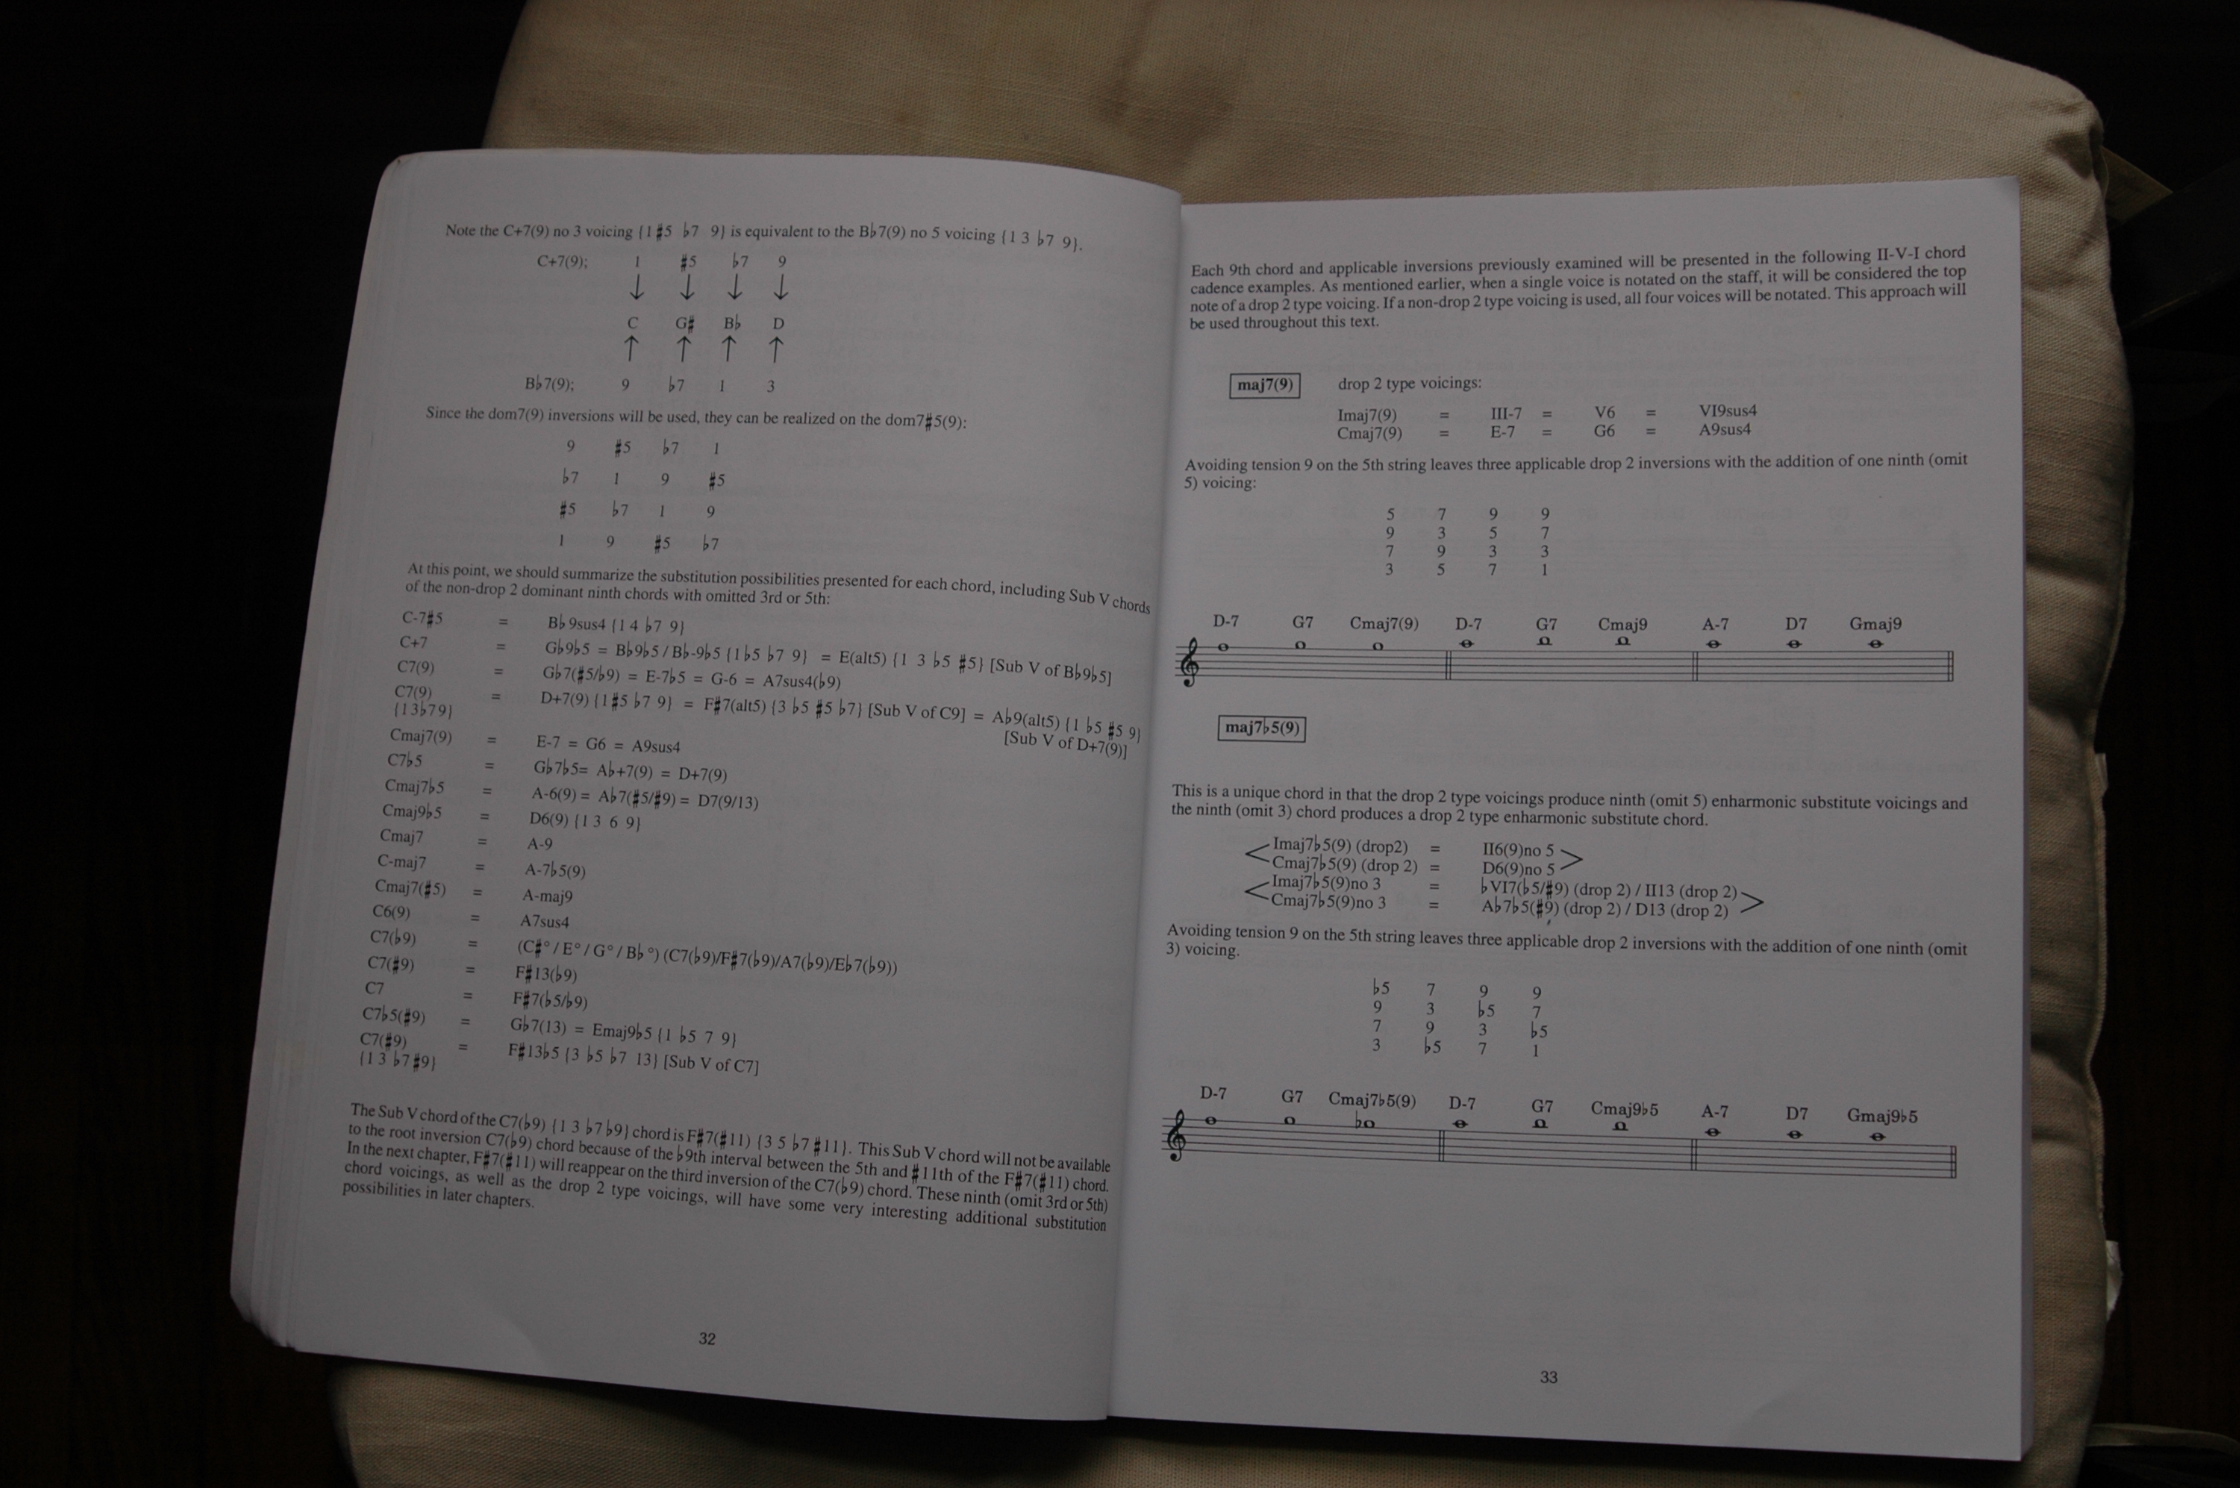 Note the C+7(9) no 3 voicing {1 ♯5 ♭7 9} is equivalent to the B♭7(9) no 5 voicing {1 3 ♭7 9}.
C+7(9); 1 ♯5 ♭7 9
↓ ↓ ↓ ↓
C G♯ B♭ D
↑ ↑ ↑ ↑
B♭7(9); 9 ♭7 1 3
Since the dom7(9) inversions will be used, they can be realized on the dom7♯5(9):
9 ♯5 ♭7 1
♭7 1 9 ♯5
♯5 ♭7 1 9
1 9 ♯5 ♭7
At this point, we should summarize the substitution possibilities presented for each chord, including Sub V chords
of the non-drop 2 dominant ninth chords with omitted 3rd or 5th:
C-7♯5 = B♭9sus4 {1 4 ♭7 9}
C+7 = G♭9♭5 = B♭9♭5 / B♭-9♭5 {1 ♭5 ♭7 9} = E(alt5) {1 3 ♭5 ♯5} [Sub V of B♭9♭5]
C7(9) = G♭7(♯5/♭9) = E-7♭5 = G-6 = A7sus4(♭9)
C7(9) = D+7(9) {1 ♯5 ♭7 9} = F♯7(alt5) {3 ♭5 ♯5 ♭7} [Sub V of C9] = A♭9(alt5) {1 ♭5 ♯5 9}
{1 3 ♭7 9} [Sub V of D+7(9)]
Cmaj7(9) = E-7 = G6 = A9sus4
C7♭5 = G♭7♭5= A♭+7(9) = D+7(9)
Cmaj7♭5 = A-6(9) = A♭7(♯5/♯9) = D7(9/13)
Cmaj9♭5 = D6(9) {1 3 6 9}
Cmaj7 = A-9
C-maj7 = A-7♭5(9)
Cmaj7(♯5) = A-maj9
C6(9) = A7sus4
C7(♭9) = (C♯° / E° / G° / B♭°) (C7(♭9)/F♯7(♭9)/A7(♭9)/E♭7(♭9))
C7(♯9) = F♯13(♭9)
C7 = F♯7(♭5/♭9)
C7♭5(♯9) = G♭7(13) = Emaj9♭5 {1 ♭5 7 9}
C7(♯9) = F♯13♭5 {3 ♭5 ♭7 13} [Sub V of C7]
{1 3 ♭7 ♯9}
The Sub V chord of the C7(♭9) {1 3 ♭7 ♭9} chord is F♯7(♯11) {3 5 ♭7 ♯11}. This Sub V chord will not be available
to the root inversion C7(♭9) chord because of the ♭9th interval between the 5th and ♯11th of the F♯7(♯11) chord.
In the next chapter, F♯7(♯11) will reappear on the third inversion of the C7(♭9) chord. These ninth (omit 3rd or 5th)
chord voicings, as well as the drop 2 type voicings, will have some very interesting additional substitution
possibilities in later chapters.
32
Each 9th chord and applicable inversions previously examined will be presented in the following II-V-I chord
cadence examples. As mentioned earlier, when a single voice is notated on the staff, it will be considered the top
note of a drop 2 type voicing. If a non-drop 2 type voicing is used, all four voices will be notated. This approach will
be used throughout this text.
maj7(9) drop 2 type voicings:
Imaj7(9) = III-7 = V6 = VI9sus4
Cmaj7(9) = E-7 = G6 = A9sus4
Avoiding tension 9 on the 5th string leaves three applicable drop 2 inversions with the addition of one ninth (omit
5) voicing:
5 7 9 9
9 3 5 7
7 9 3 3
3 5 7 1
D-7 G7 Cmaj7(9) D-7 G7 Cmaj9 A-7 D7 Gmaj9
maj7♭5(9)
This is a unique chord in that the drop 2 type voicings produce ninth (omit 5) enharmonic substitute voicings and
the ninth (omit 3) chord produces a drop 2 type enharmonic substitute chord.
Imaj7♭5(9) (drop2) = II6(9)no 5
Cmaj7♭5(9) (drop 2) = D6(9)no 5
Imaj7♭5(9)no 3 = ♭VI7(♭5/♯9) (drop 2) / II13 (drop 2)
Cmaj7♭5(9)no 3 = A♭7♭5(♯9) (drop 2) / D13 (drop 2)
Avoiding tension 9 on the 5th string leaves three applicable drop 2 inversions with the addition of one ninth (omit
3) voicing.
♭5 7 9 9
9 3 ♭5 7
7 9 3 ♭5
3 ♭5 7 1
D-7 G7 Cmaj7♭5(9) D-7 G7 Cmaj9♭5 A-7 D7 Gmaj9♭5
33